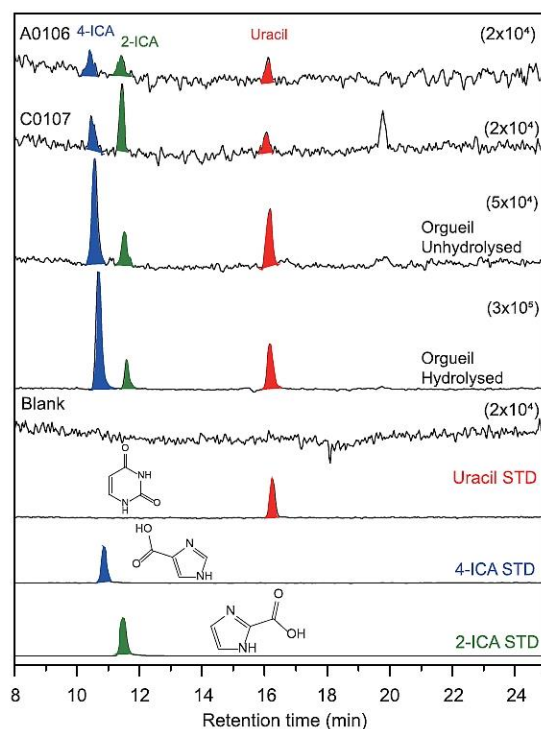 A0106
4-ICA
2-ICA
Uracil
(2x10⁴)
C0107
(2x10⁴)
(5x10⁴)
Orgueil
Unhydrolysed
(3x10⁵)
Orgueil
Hydrolysed
Blank
(2x10⁴)
O
NH
N
H
O
Uracil STD
HO
O
N
NH
4-ICA STD
N
O
OH
N
H
2-ICA STD
8 10 12 14 16 18 20 22 24
Retention time (min)